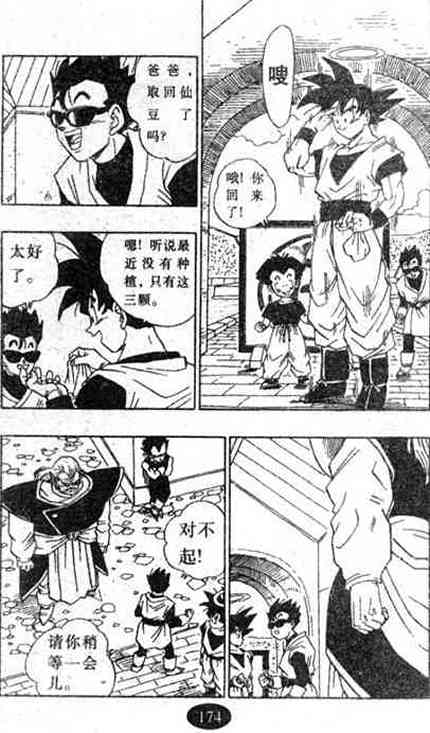 嗖
哦！你
回来
了！
爸爸，
取回仙
豆了
吗？
嗯！听说最
近没有种
植，只有这
三颗。
太好
了。
对不
起！
请你稍
等一会
儿。
174